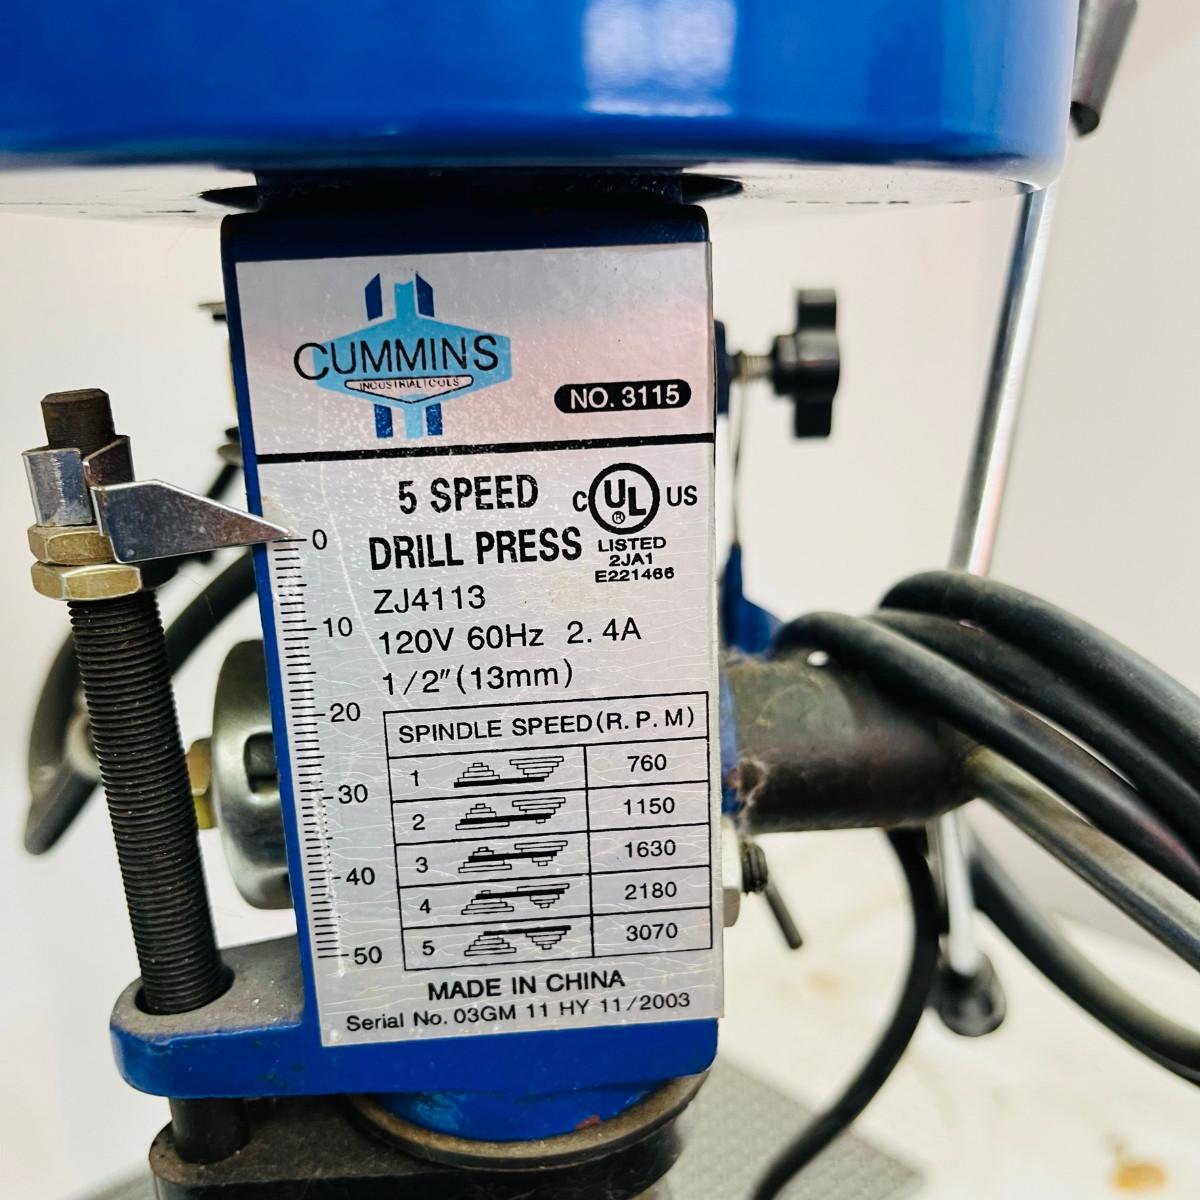 CUMMINS
INDUSTRIAL TOOLS
NO. 3115
5 SPEED
DRILL PRESS
C UL US
®
LISTED
2JA1
E221466
ZJ4113
120V 60Hz 2. 4A
1/2″(13mm)
0
10
20
30
40
50
SPINDLE SPEED(R. P. M)
1 760
2 1150
3 1630
4 2180
5 3070
MADE IN CHINA
Serial No. 03GM 11 HY 11/2003